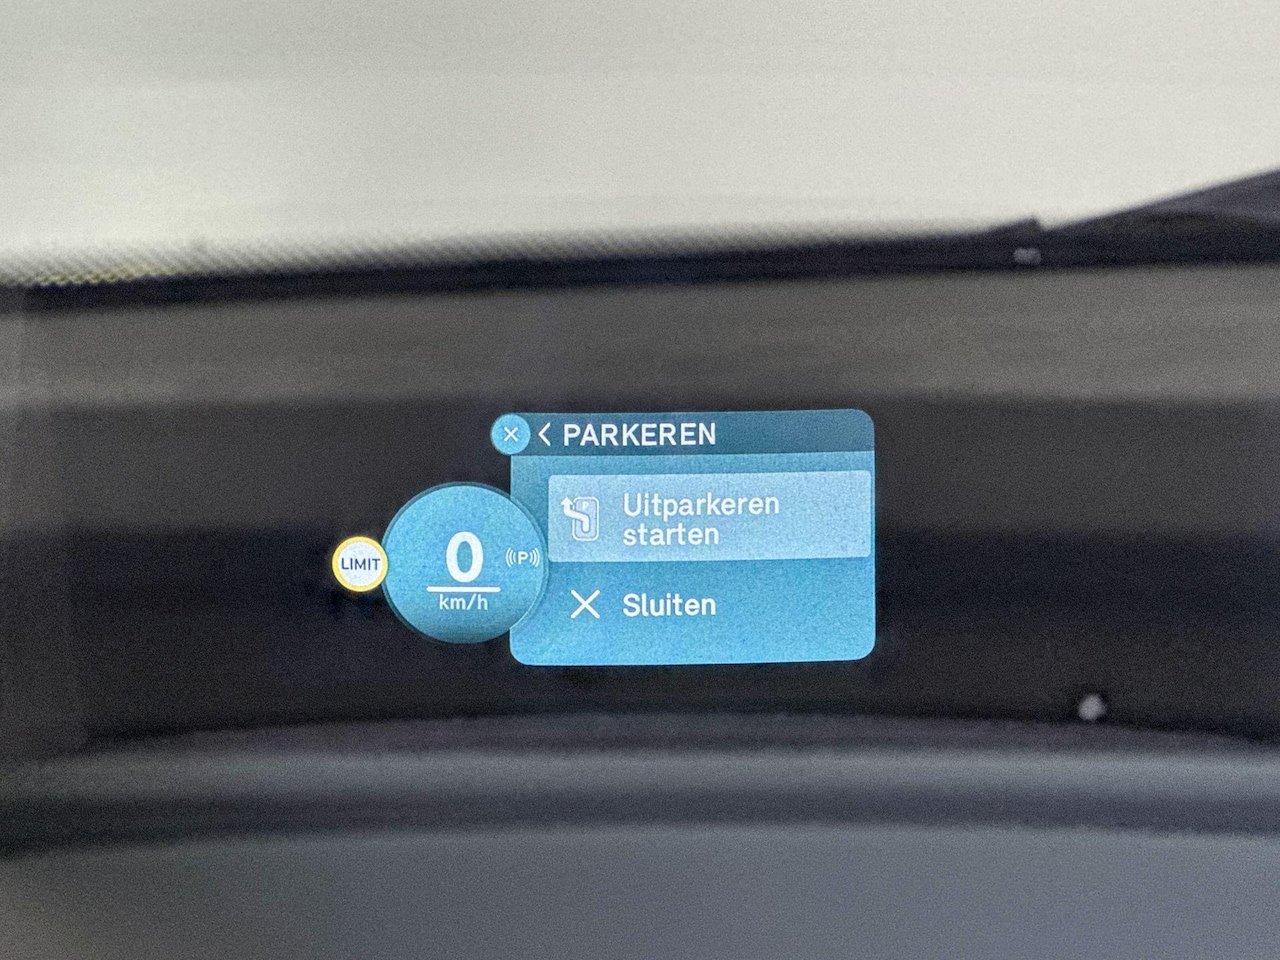 PARKEREN
Uitparkeren
starten
LIMIT
0
(P)
km/h
Sluiten